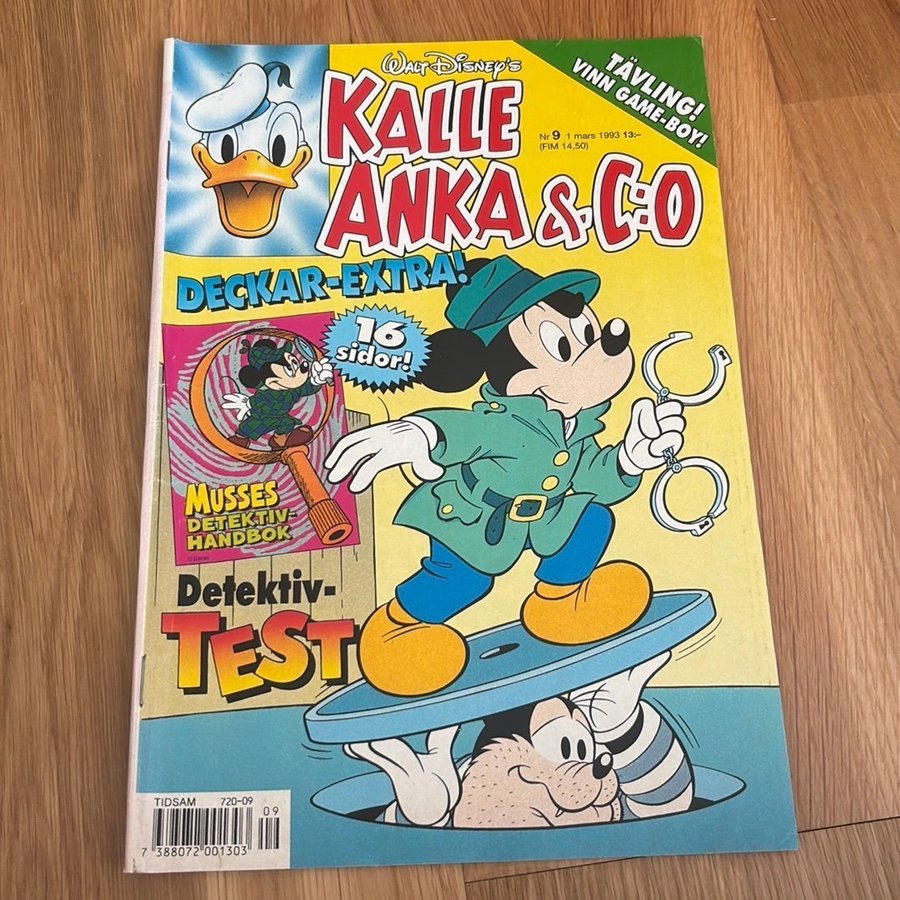 Walt Disney's
KALLE
ANKA & C:O
Nr 9 1 mars 1993 13:-
(FIM 14,50)
TÄVLING!
VINN GAME-BOY!
DECKAR-EXTRA!
16
sidor!
MUSSES
DETEKTIV-
HANDBOK
© Disney
Detektiv-
TEST
TIDSAM 720-09
09
7 388072 001303